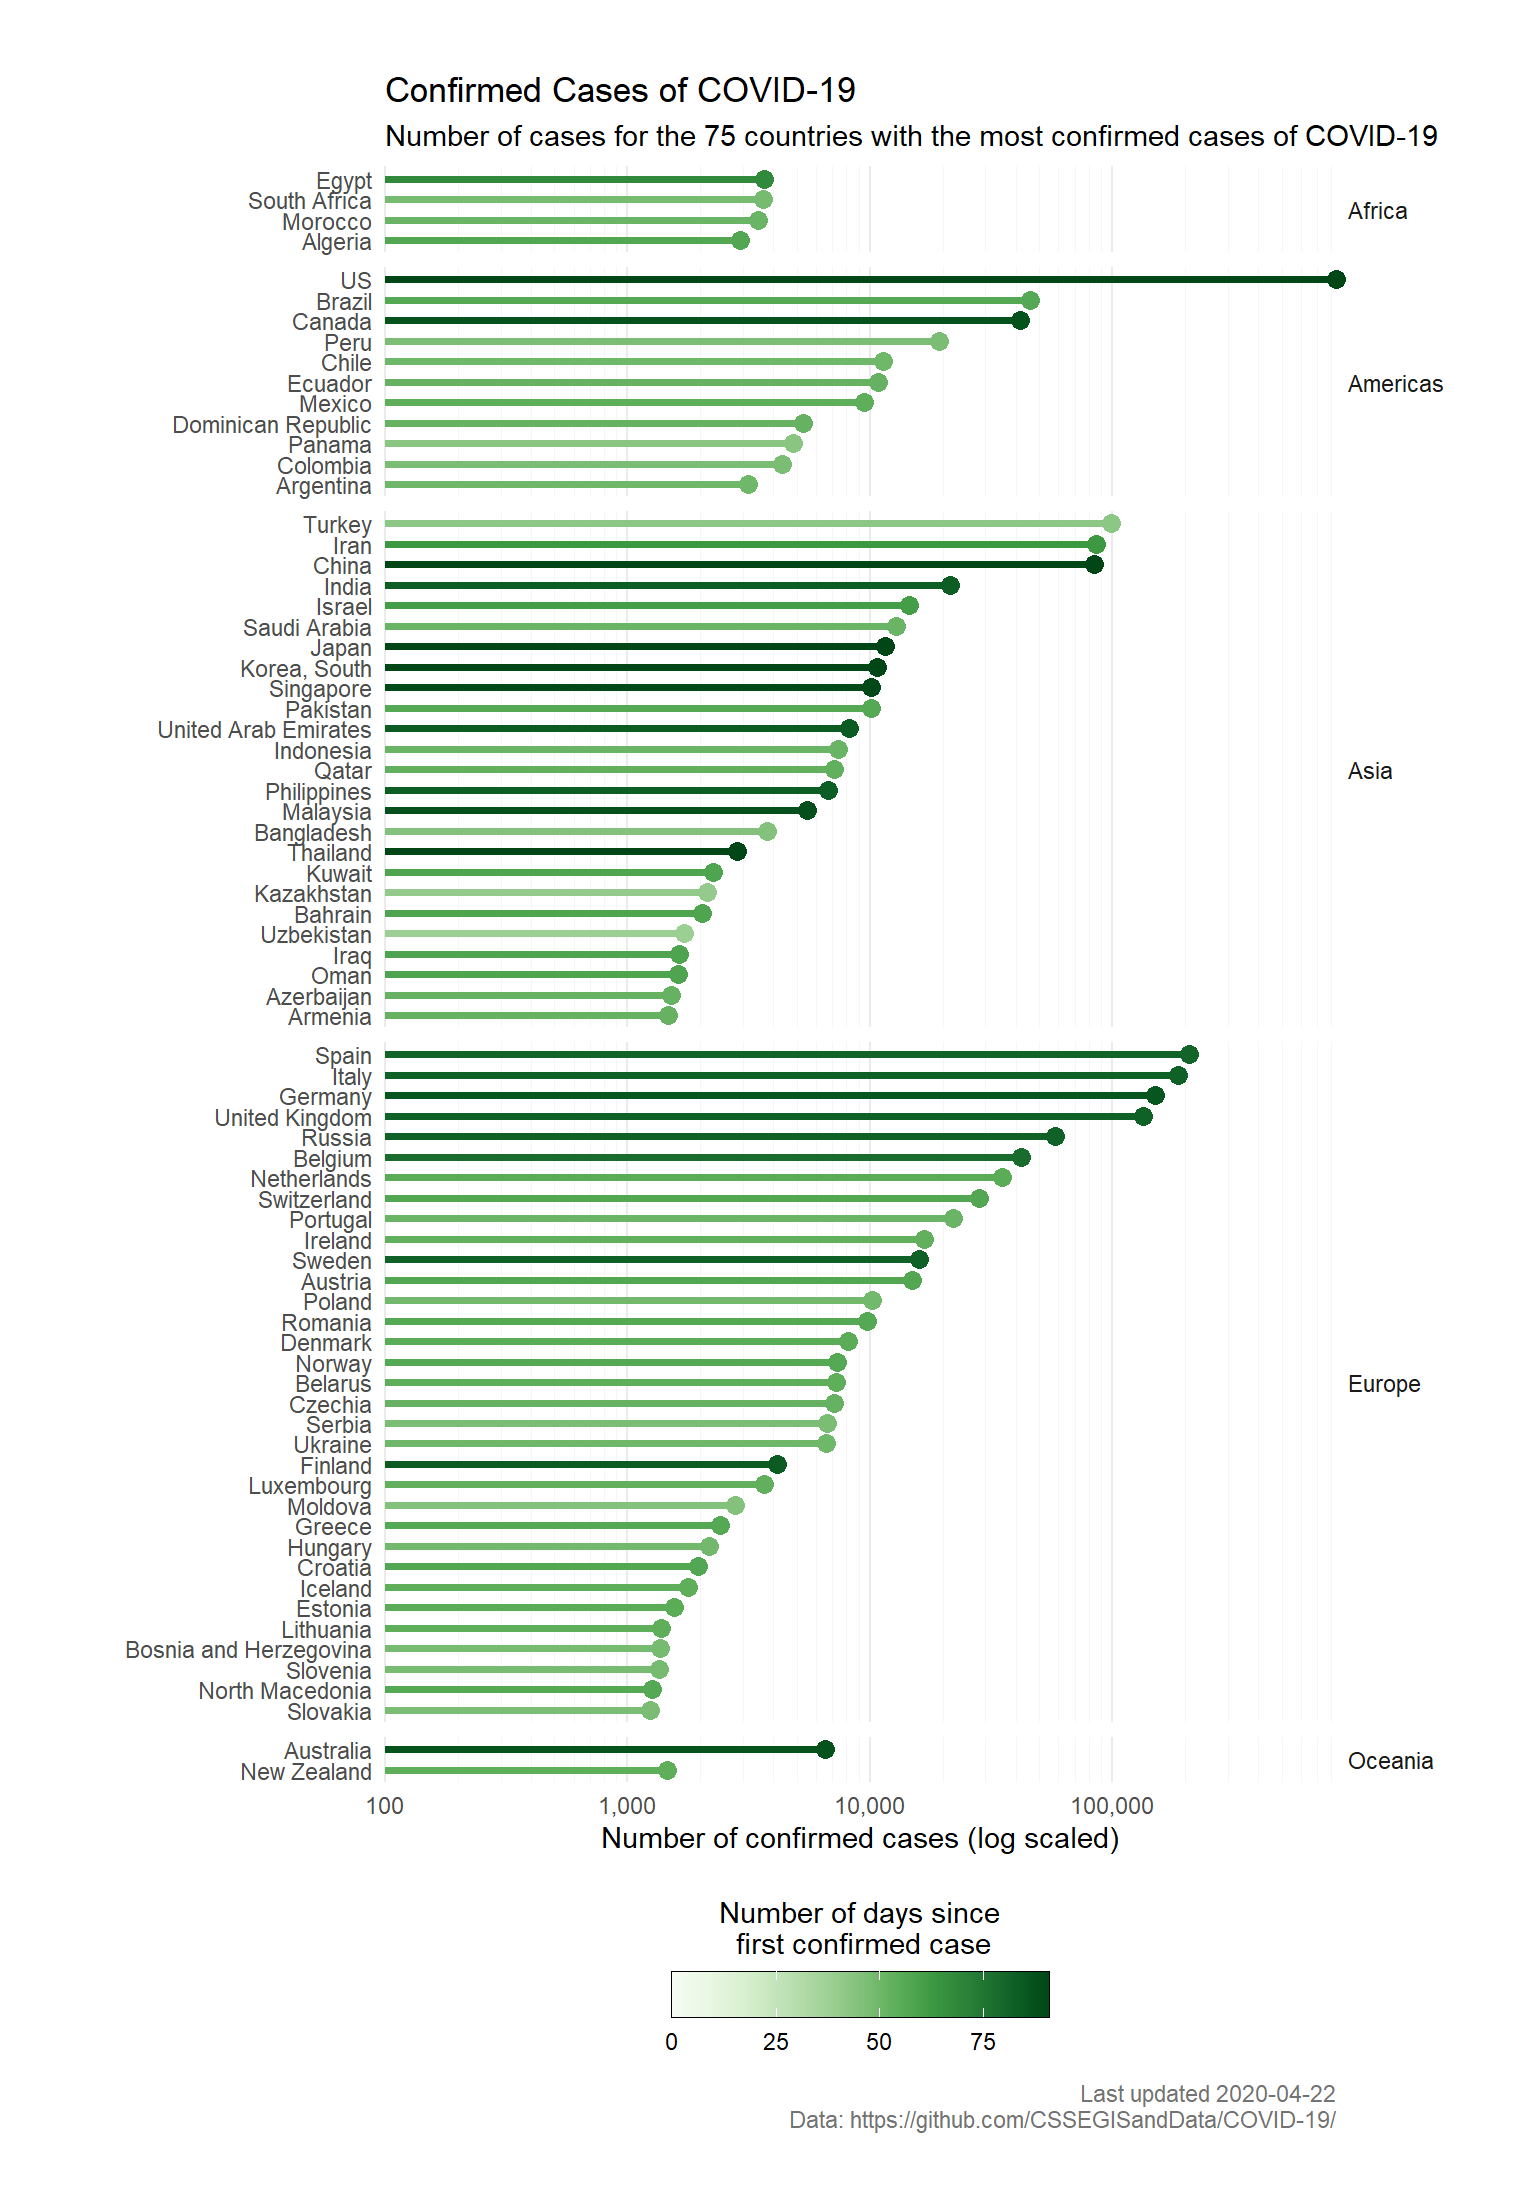 Confirmed Cases of COVID-19
Number of cases for the 75 countries with the most confirmed cases of COVID-19
Egypt
South Africa
Morocco
Algeria
Africa
US
Brazil
Canada
Peru
Chile
Ecuador
Mexico
Dominican Republic
Panama
Colombia
Argentina
Americas
Turkey
Iran
China
India
Israel
Saudi Arabia
Japan
Korea, South
Singapore
Pakistan
United Arab Emirates
Indonesia
Qatar
Philippines
Malaysia
Bangladesh
Thailand
Kuwait
Kazakhstan
Bahrain
Uzbekistan
Iraq
Oman
Azerbaijan
Armenia
Asia
Spain
Italy
Germany
United Kingdom
Russia
Belgium
Netherlands
Switzerland
Portugal
Ireland
Sweden
Austria
Poland
Romania
Denmark
Norway
Belarus
Czechia
Serbia
Ukraine
Finland
Luxembourg
Moldova
Greece
Hungary
Croatia
Iceland
Estonia
Lithuania
Bosnia and Herzegovina
Slovenia
North Macedonia
Slovakia
Europe
Australia
New Zealand
Oceania
100 1,000 10,000 100,000
Number of confirmed cases (log scaled)
Number of days since
first confirmed case
0 25 50 75
Last updated 2020-04-22
Data: https://github.com/CSSEGISandData/COVID-19/